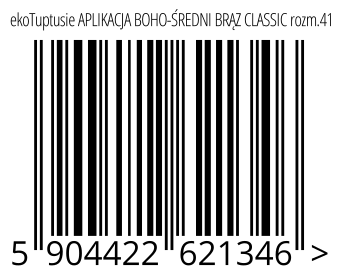 ekoTuptusie APLIKACJA BOHO-ŚREDNI BRĄZ CLASSIC rozm.41
5 904422 621346 >